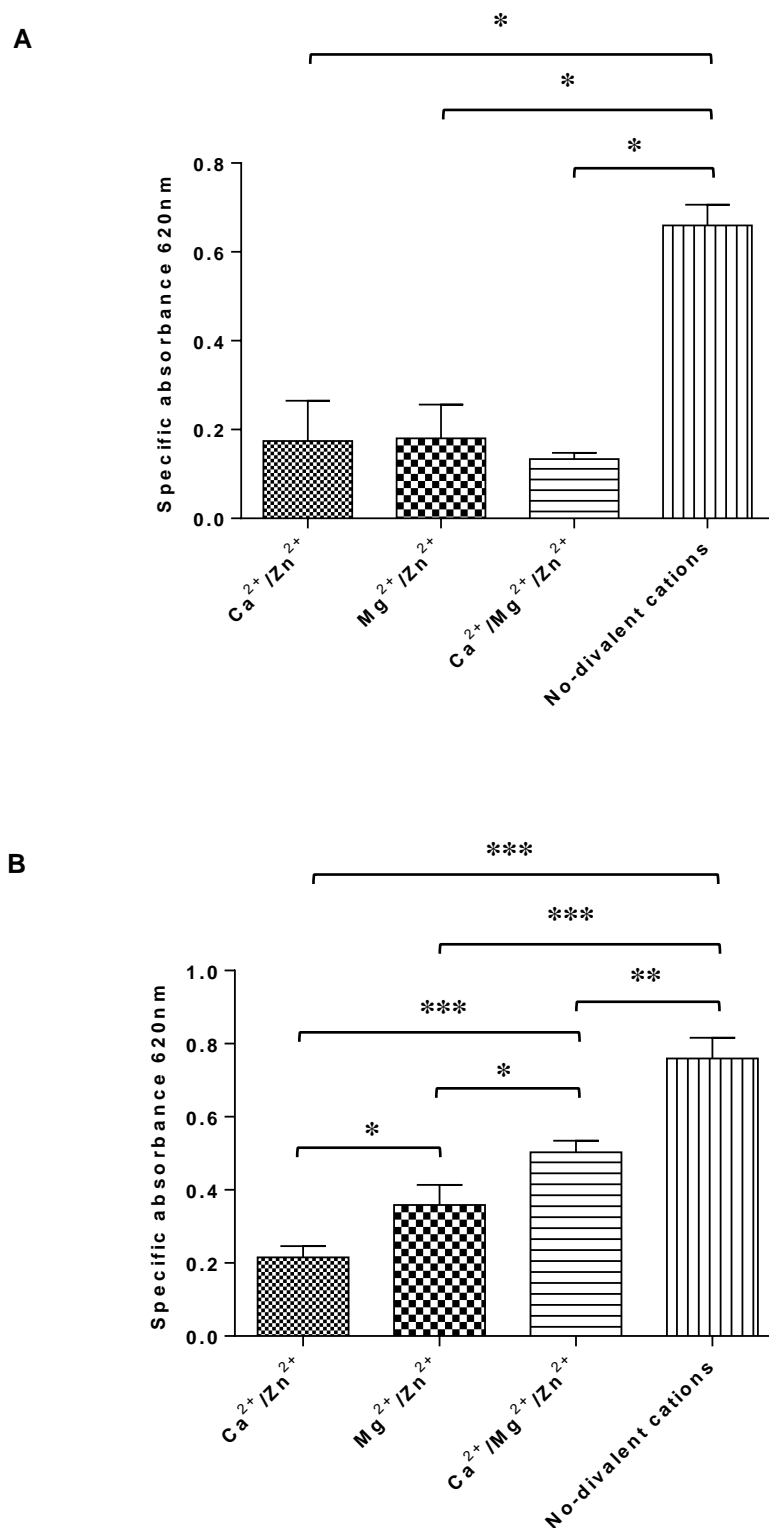 A
*
*
*
0.8
0.6
0.4
0.2
0.0
Specific absorbance 620nm
Ca²⁺/Zn²⁺
Mg²⁺/Zn²⁺
Ca²⁺/Mg²⁺/Zn²⁺
No-divalent cations
B
***
***
**
***
*
*
1.0
0.8
0.6
0.4
0.2
0.0
Specific absorbance 620nm
Ca²⁺/Zn²⁺
Mg²⁺/Zn²⁺
Ca²⁺/Mg²⁺/Zn²⁺
No-divalent cations